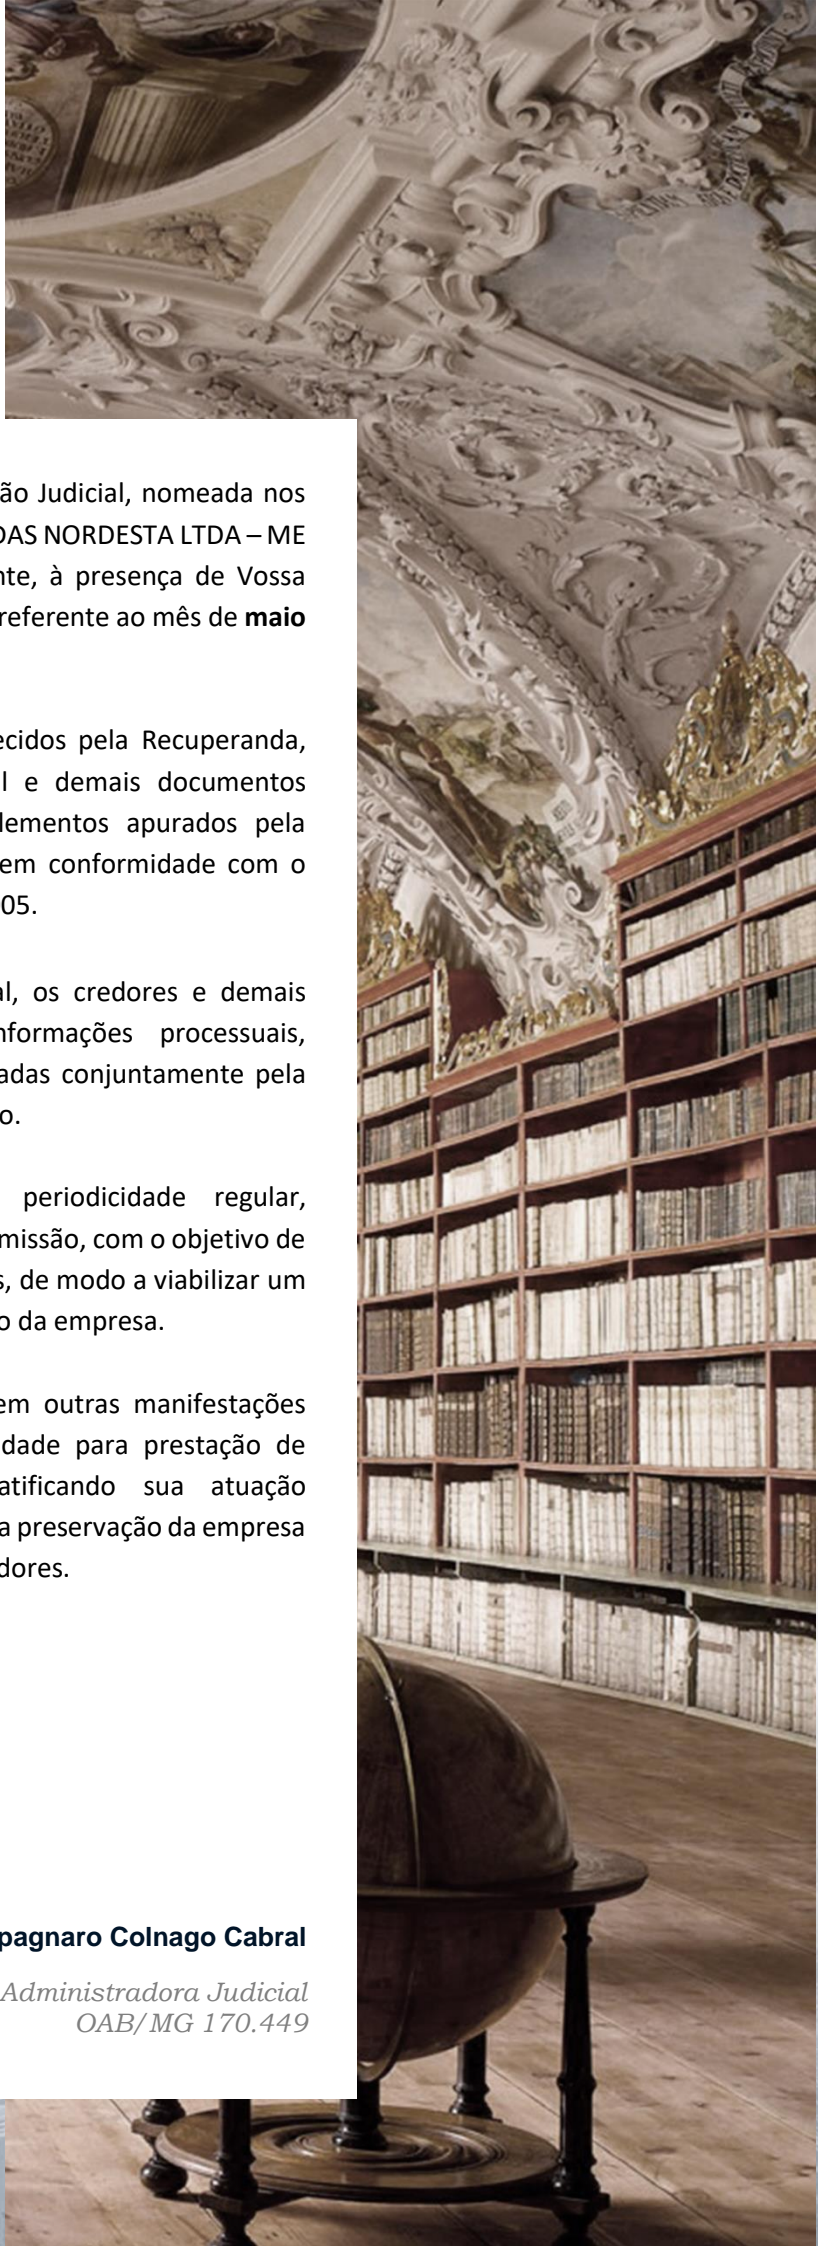 ão Judicial, nomeada nos
DAS NORDESTA LTDA – ME
nte, à presença de Vossa
referente ao mês de maio
ecidos pela Recuperanda,
l e demais documentos
lementos apurados pela
em conformidade com o
05.
al, os credores e demais
nformações processuais,
adas conjuntamente pela
o.
periodicidade regular,
missão, com o objetivo de
s, de modo a viabilizar um
o da empresa.
em outras manifestações
idade para prestação de
atificando sua atuação
a preservação da empresa
dores.
pagnaro Colnago Cabral
Administradora Judicial
OAB/MG 170.449